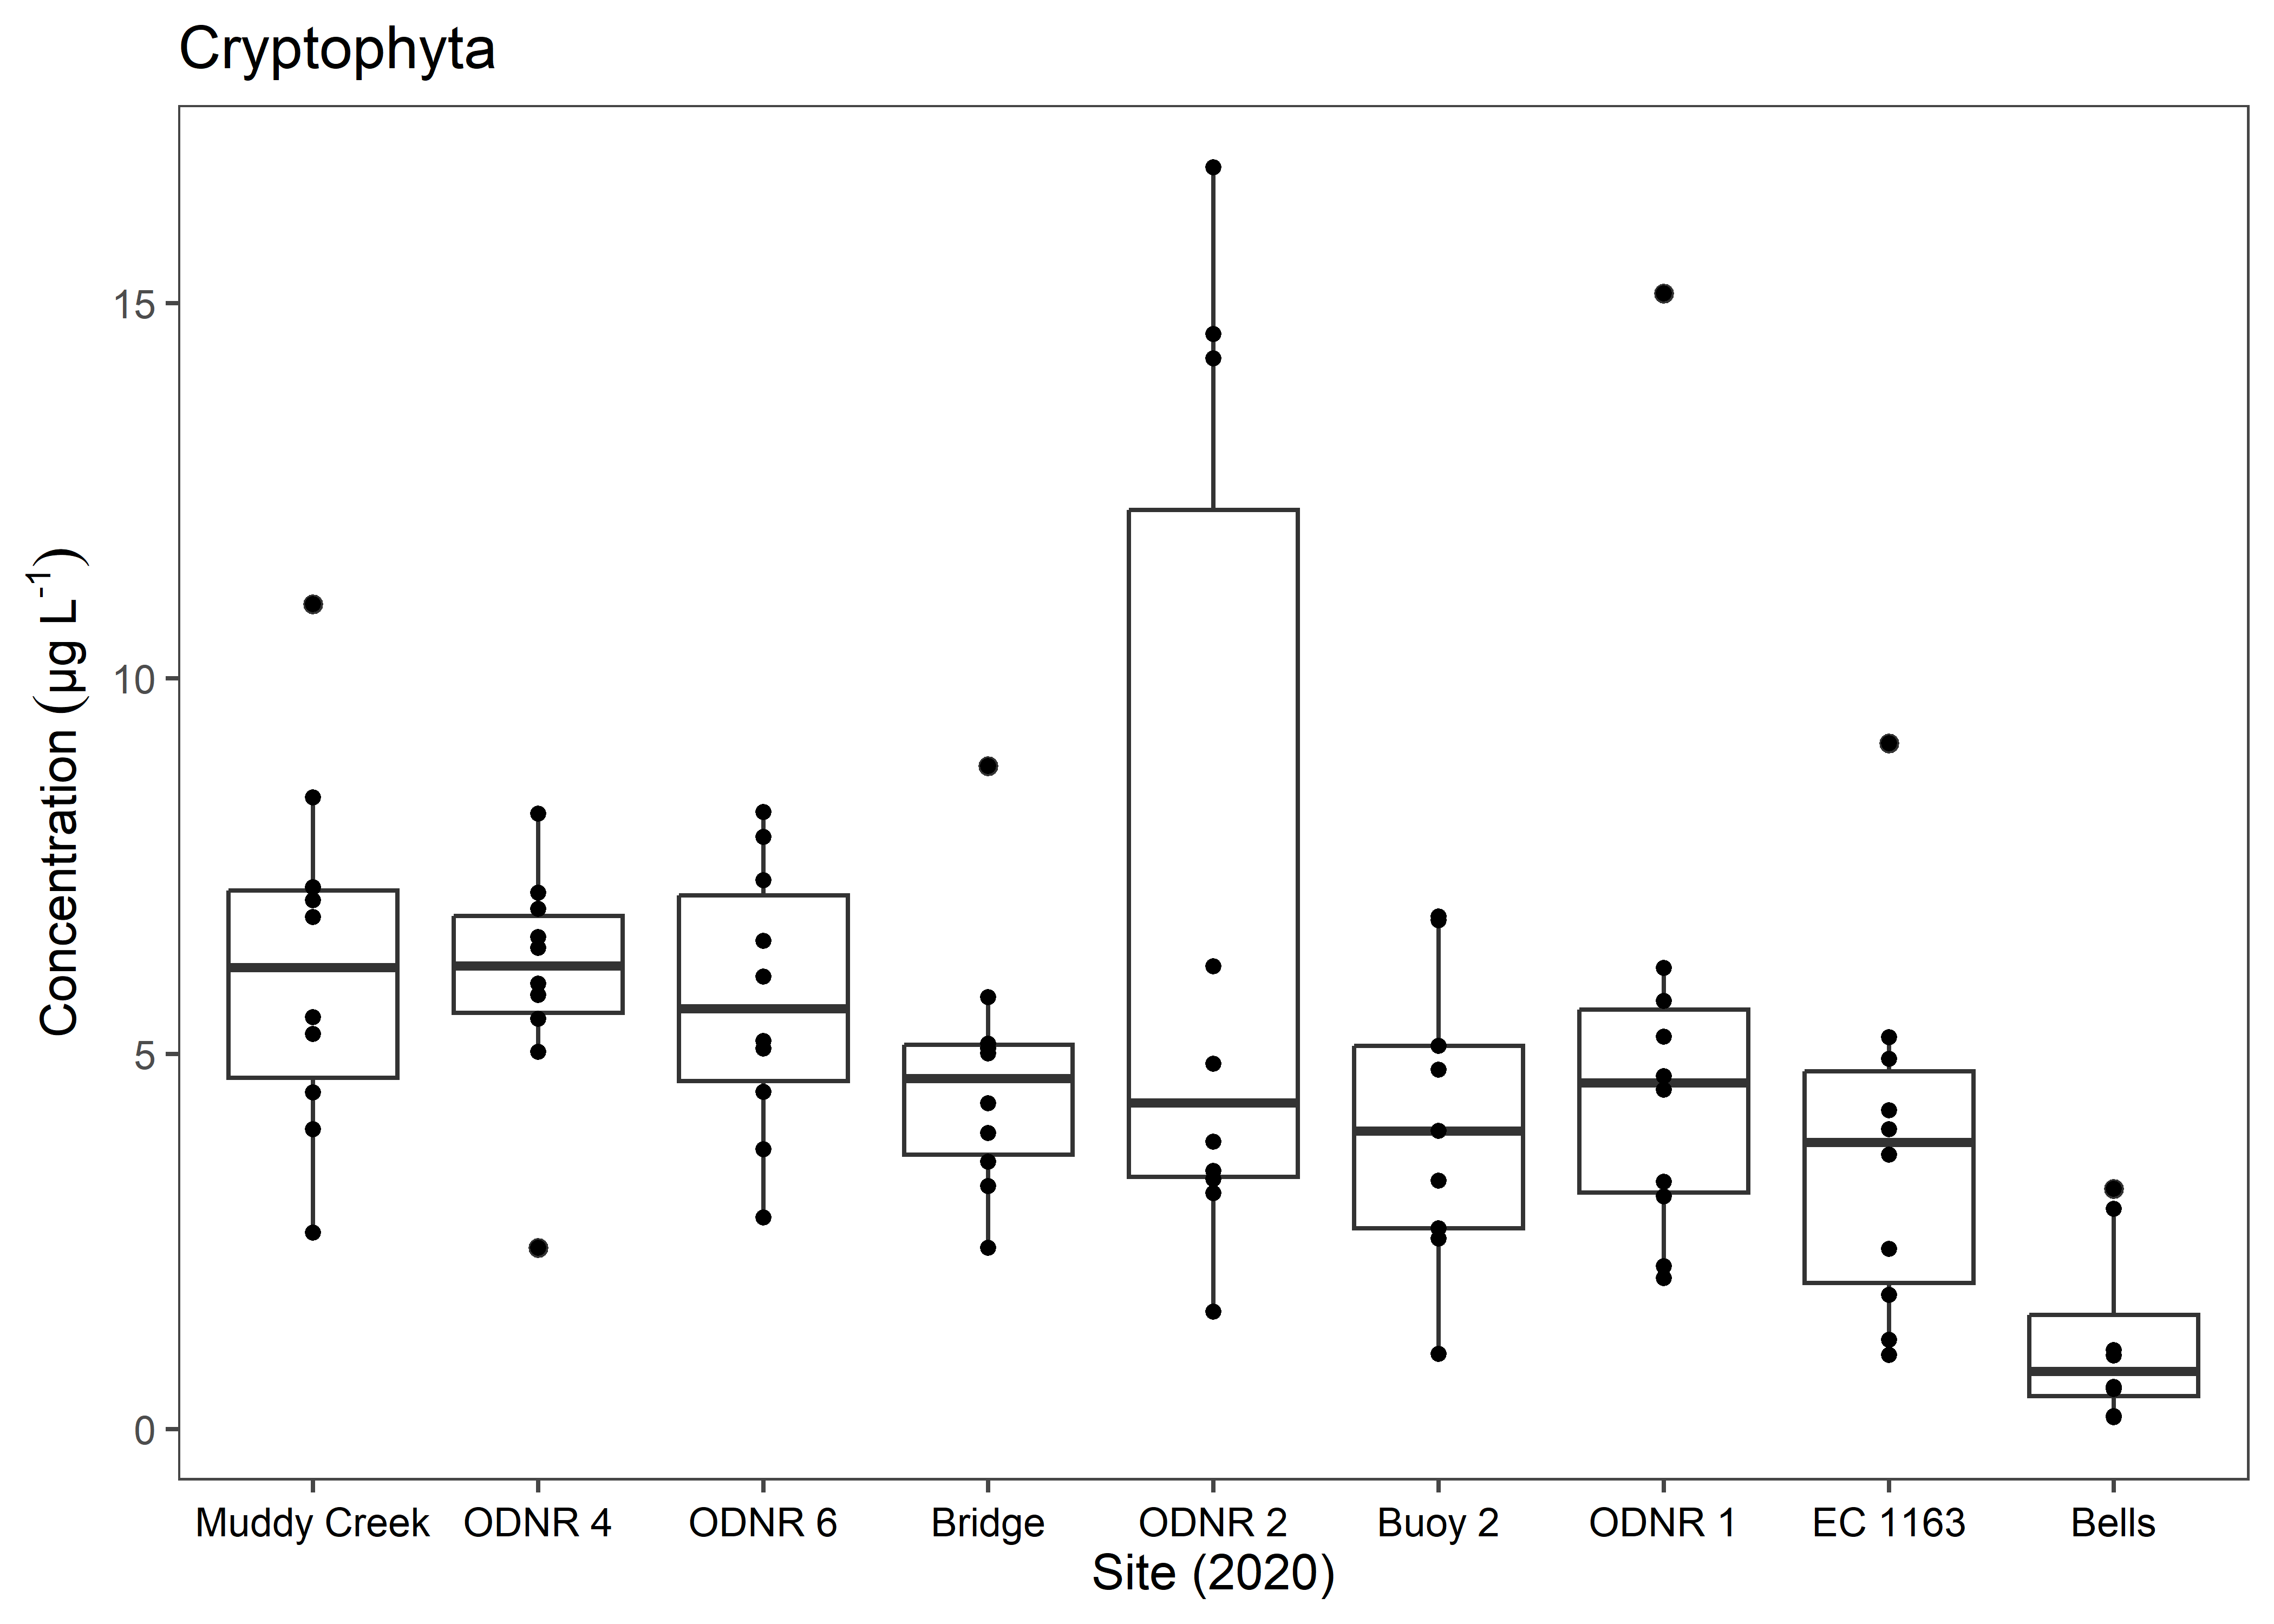 Cryptophyta
Concentration (µg L⁻¹)
15
10
5
0
Muddy Creek ODNR 4 ODNR 6 Bridge ODNR 2 Buoy 2 ODNR 1 EC 1163 Bells
Site (2020)